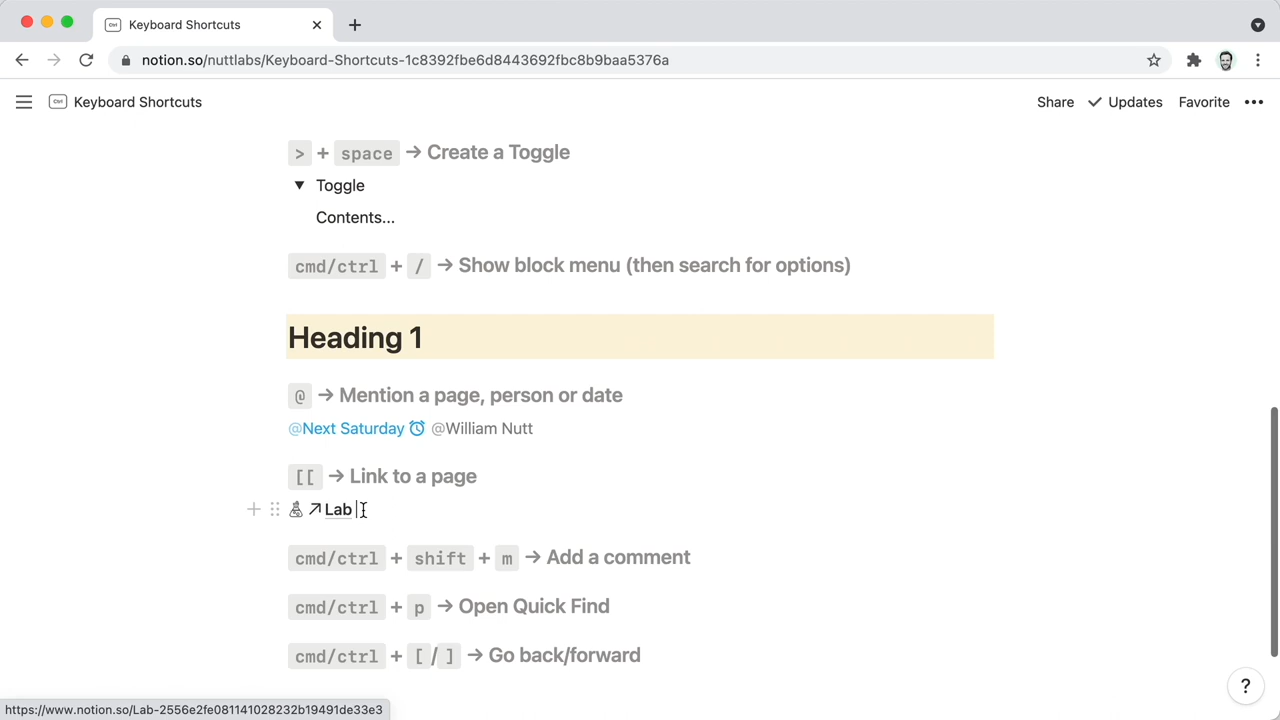 Keyboard Shortcuts
notion.so/nuttlabs/Keyboard-Shortcuts-1c8392fbe6d8443692fbc8b9baa5376a
Keyboard Shortcuts
Share
Updates
Favorite
> + space → Create a Toggle
Toggle
Contents...
cmd/ctrl + / → Show block menu (then search for options)
Heading 1
@ → Mention a page, person or date
@Next Saturday @William Nutt
[[ → Link to a page
Lab
cmd/ctrl + shift + m → Add a comment
cmd/ctrl + p → Open Quick Find
cmd/ctrl + [ / ] → Go back/forward
?
https://www.notion.so/Lab-2556e2fe081141028232b19491de33e3